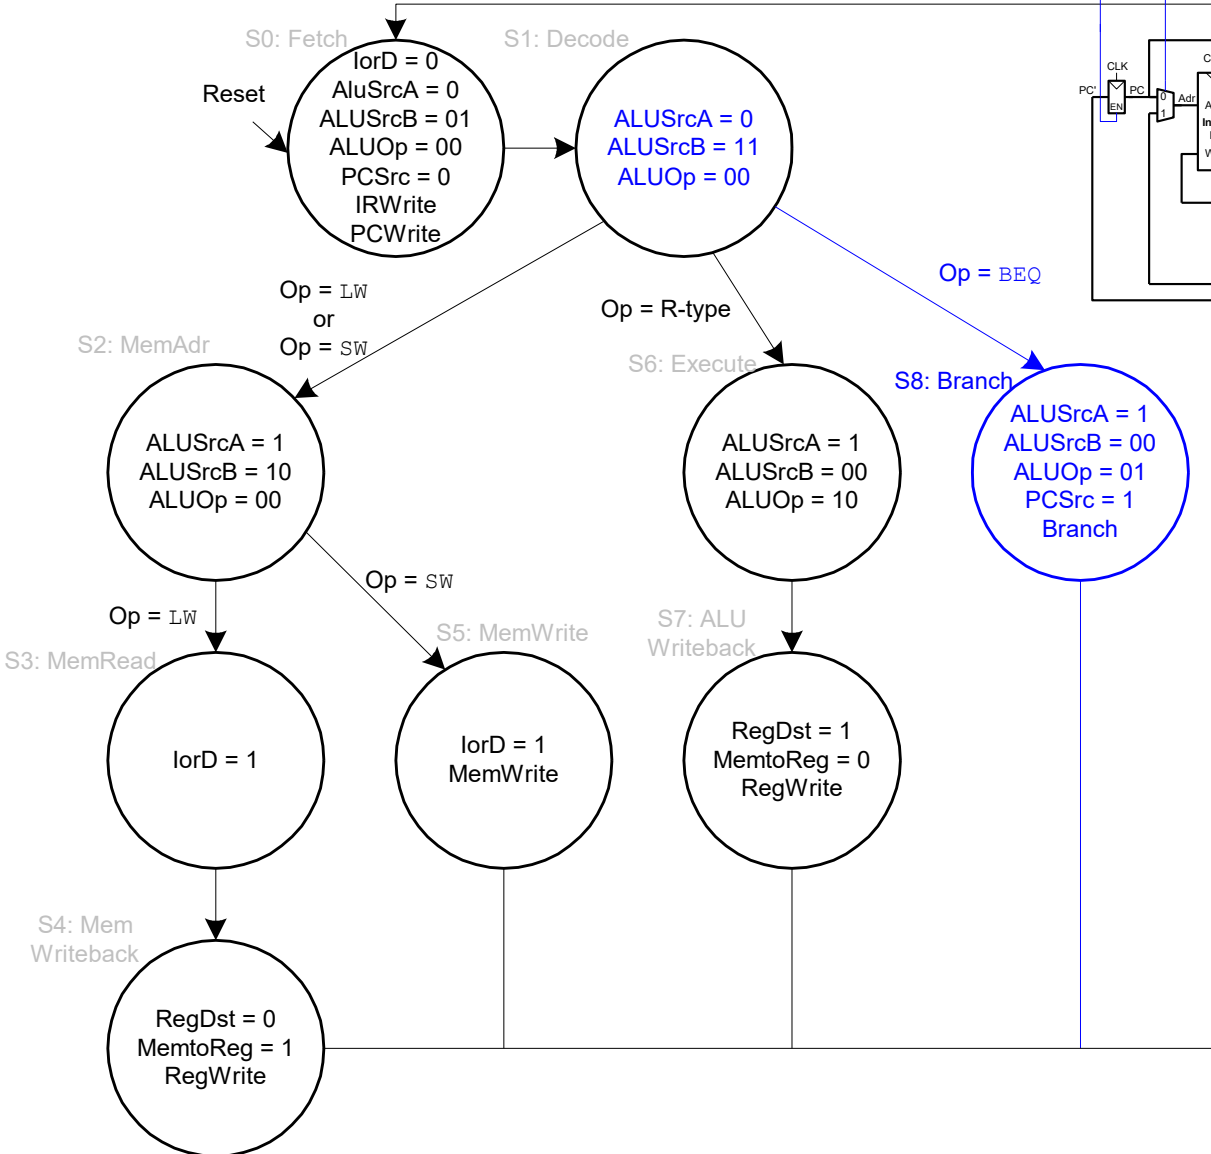 S0: Fetch
S1: Decode
Reset
IorD = 0
AluSrcA = 0
ALUSrcB = 01
ALUOp = 00
PCSrc = 0
IRWrite
PCWrite
ALUSrcA = 0
ALUSrcB = 11
ALUOp = 00
CLK
PC'
PC
EN
0
1
Adr
C
A
In
W
Op = LW
or
Op = SW
Op = R-type
Op = BEQ
S2: MemAdr
S6: Execute
S8: Branch
ALUSrcA = 1
ALUSrcB = 10
ALUOp = 00
ALUSrcA = 1
ALUSrcB = 00
ALUOp = 10
ALUSrcA = 1
ALUSrcB = 00
ALUOp = 01
PCSrc = 1
Branch
Op = LW
Op = SW
S3: MemRead
S5: MemWrite
S7: ALU
Writeback
IorD = 1
IorD = 1
MemWrite
RegDst = 1
MemtoReg = 0
RegWrite
S4: Mem
Writeback
RegDst = 0
MemtoReg = 1
RegWrite